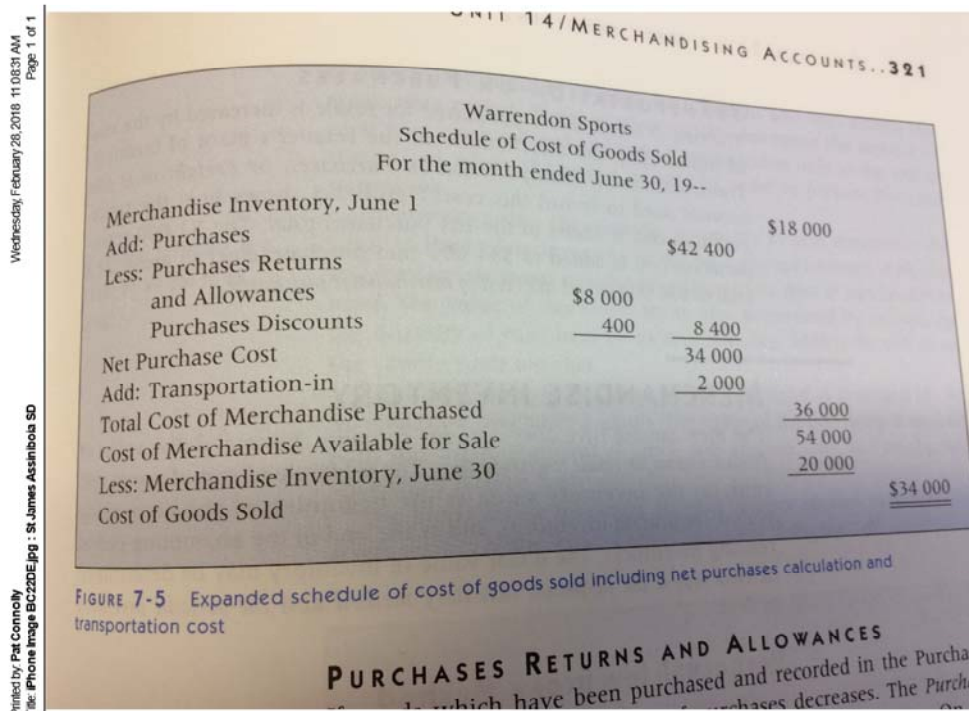 Wednesday, February 28, 2018 11:08:31 AM
Page 1 of 1
Printed by: Pat Connolly
Title: iPhone Image BC22DE.jpg : St James Assiniboia SD
14/MERCHANDISING ACCOUNTS..321
Warrendon Sports
Schedule of Cost of Goods Sold
For the month ended June 30, 19--
Merchandise Inventory, June 1 $18 000
Add: Purchases $42 400
Less: Purchases Returns
and Allowances $8 000
Purchases Discounts 400 8 400
Net Purchase Cost 34 000
Add: Transportation-in 2 000
Total Cost of Merchandise Purchased 36 000
Cost of Merchandise Available for Sale 54 000
Less: Merchandise Inventory, June 30 20 000
Cost of Goods Sold $34 000
FIGURE 7-5 Expanded schedule of cost of goods sold including net purchases calculation and
transportation cost
PURCHASES RETURNS AND ALLOWANCES
which have been purchased and recorded in the Purcha
decreases. The Purch